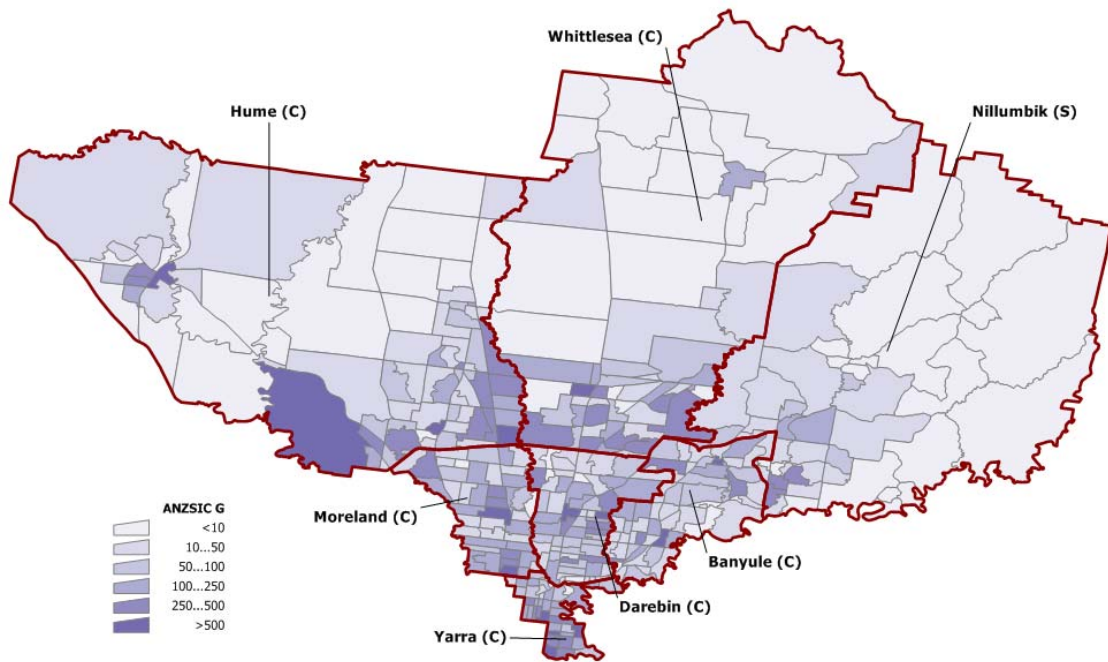 Whittlesea (C)
Hume (C)
Nillumbik (S)
ANZSIC G
<10
10...50
50...100
100...250
250...500
>500
Moreland (C)
Banyule (C)
Darebin (C)
Yarra (C)